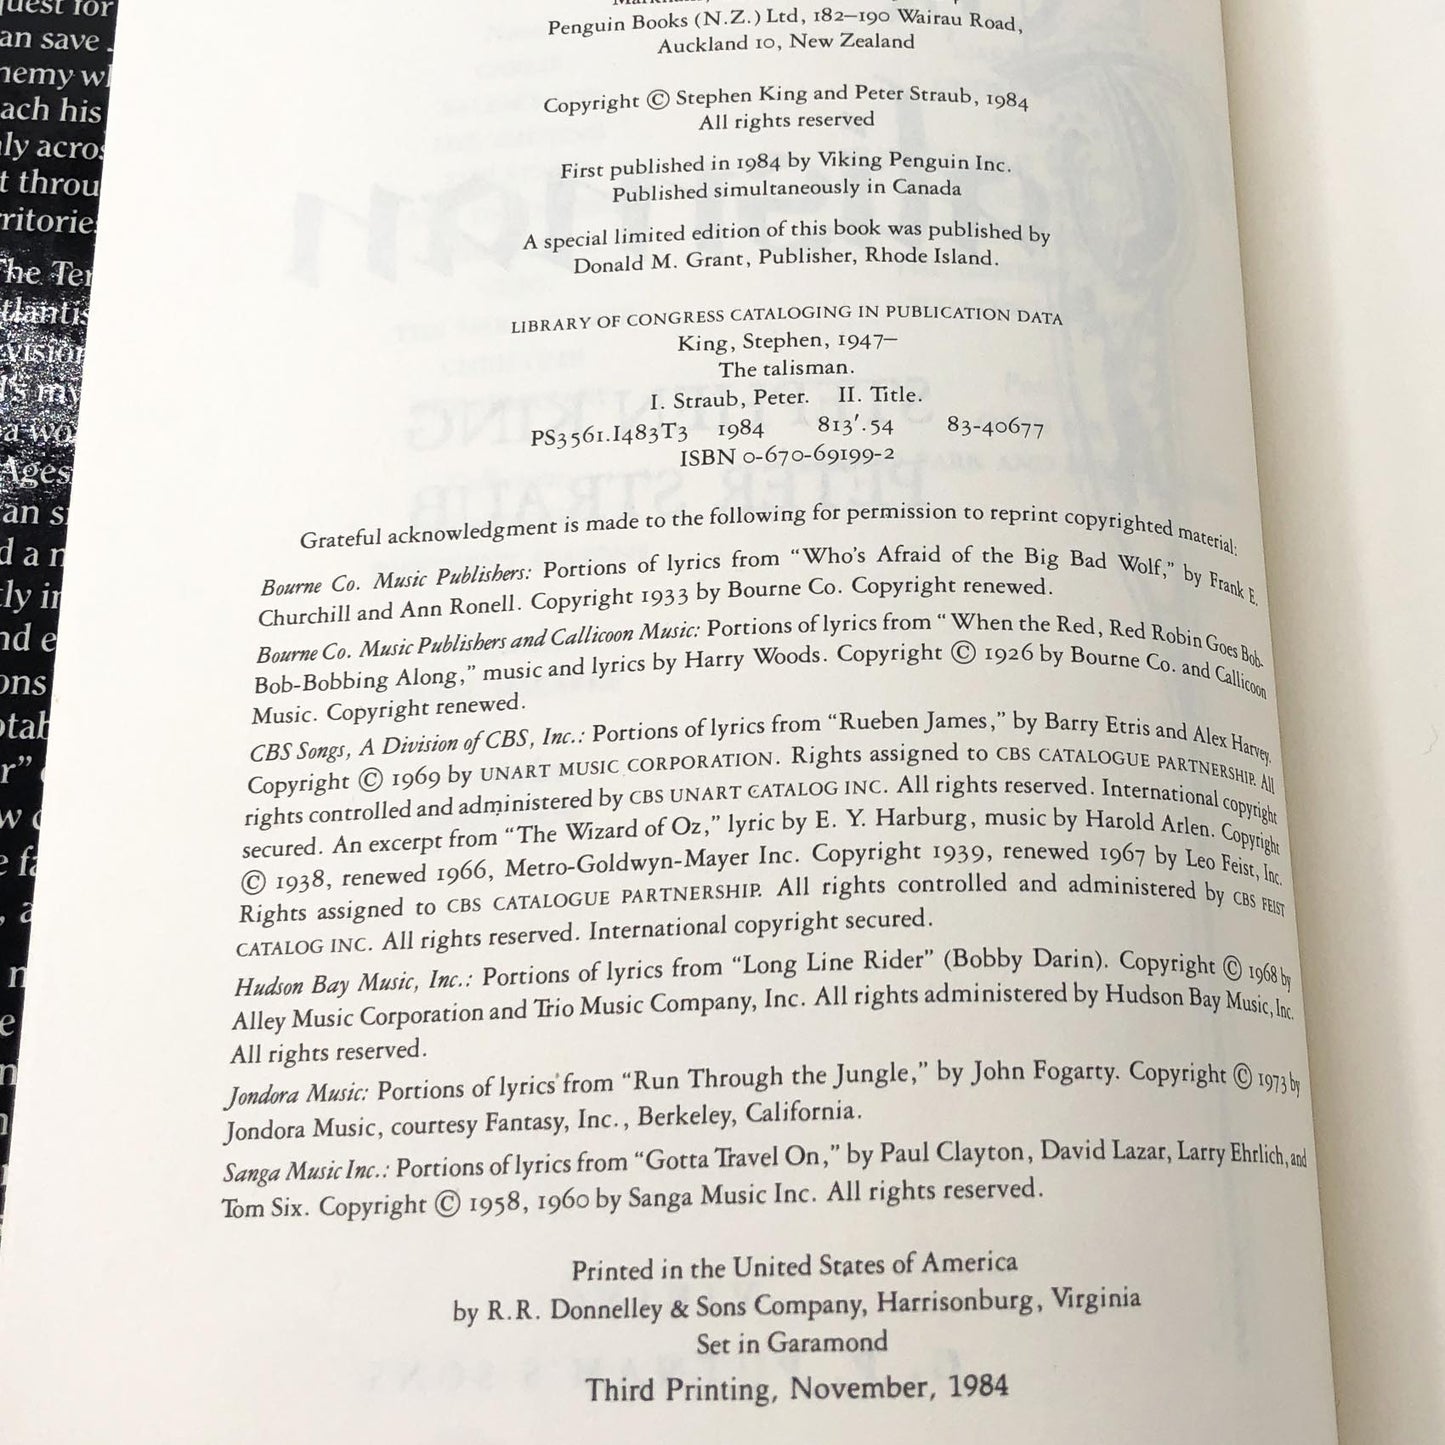 Penguin Books (N.Z.) Ltd, 182–190 Wairau Road,
Auckland 10, New Zealand
Copyright © Stephen King and Peter Straub, 1984
All rights reserved
First published in 1984 by Viking Penguin Inc.
Published simultaneously in Canada
A special limited edition of this book was published by
Donald M. Grant, Publisher, Rhode Island.
LIBRARY OF CONGRESS CATALOGING IN PUBLICATION DATA
King, Stephen, 1947–
The talisman.
I. Straub, Peter. II. Title.
PS3561.I483T3 1984 813′.54 83-40677
ISBN 0-670-69199-2
Grateful acknowledgment is made to the following for permission to reprint copyrighted material:
Bourne Co. Music Publishers: Portions of lyrics from “Who’s Afraid of the Big Bad Wolf,” by Frank E.
Churchill and Ann Ronell. Copyright 1933 by Bourne Co. Copyright renewed.
Bourne Co. Music Publishers and Callicoon Music: Portions of lyrics from “When the Red, Red Robin Goes Bob-
Bob-Bobbing Along,” music and lyrics by Harry Woods. Copyright © 1926 by Bourne Co. and Callicoon
Music. Copyright renewed.
CBS Songs, A Division of CBS, Inc.: Portions of lyrics from “Rueben James,” by Barry Etris and Alex Harvey.
Copyright © 1969 by UNART MUSIC CORPORATION. Rights assigned to CBS CATALOGUE PARTNERSHIP. All
rights controlled and administered by CBS UNART CATALOG INC. All rights reserved. International copyright
secured. An excerpt from “The Wizard of Oz,” lyric by E. Y. Harburg, music by Harold Arlen. Copyright
© 1938, renewed 1966, Metro-Goldwyn-Mayer Inc. Copyright 1939, renewed 1967 by Leo Feist, Inc.
Rights assigned to CBS CATALOGUE PARTNERSHIP. All rights controlled and administered by CBS FEIST
CATALOG INC. All rights reserved. International copyright secured.
Hudson Bay Music, Inc.: Portions of lyrics from “Long Line Rider” (Bobby Darin). Copyright © 1968 by
Alley Music Corporation and Trio Music Company, Inc. All rights administered by Hudson Bay Music, Inc.
All rights reserved.
Jondora Music: Portions of lyrics from “Run Through the Jungle,” by John Fogarty. Copyright © 1973 by
Jondora Music, courtesy Fantasy, Inc., Berkeley, California.
Sanga Music Inc.: Portions of lyrics from “Gotta Travel On,” by Paul Clayton, David Lazar, Larry Ehrlich, and
Tom Six. Copyright © 1958, 1960 by Sanga Music Inc. All rights reserved.
Printed in the United States of America
by R.R. Donnelley & Sons Company, Harrisonburg, Virginia
Set in Garamond
Third Printing, November, 1984